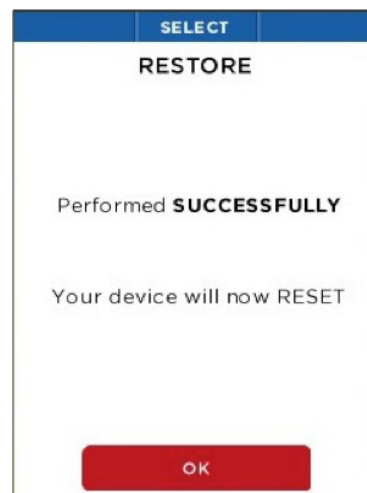 SELECT
RESTORE
Performed SUCCESSFULLY
Your device will now RESET
OK